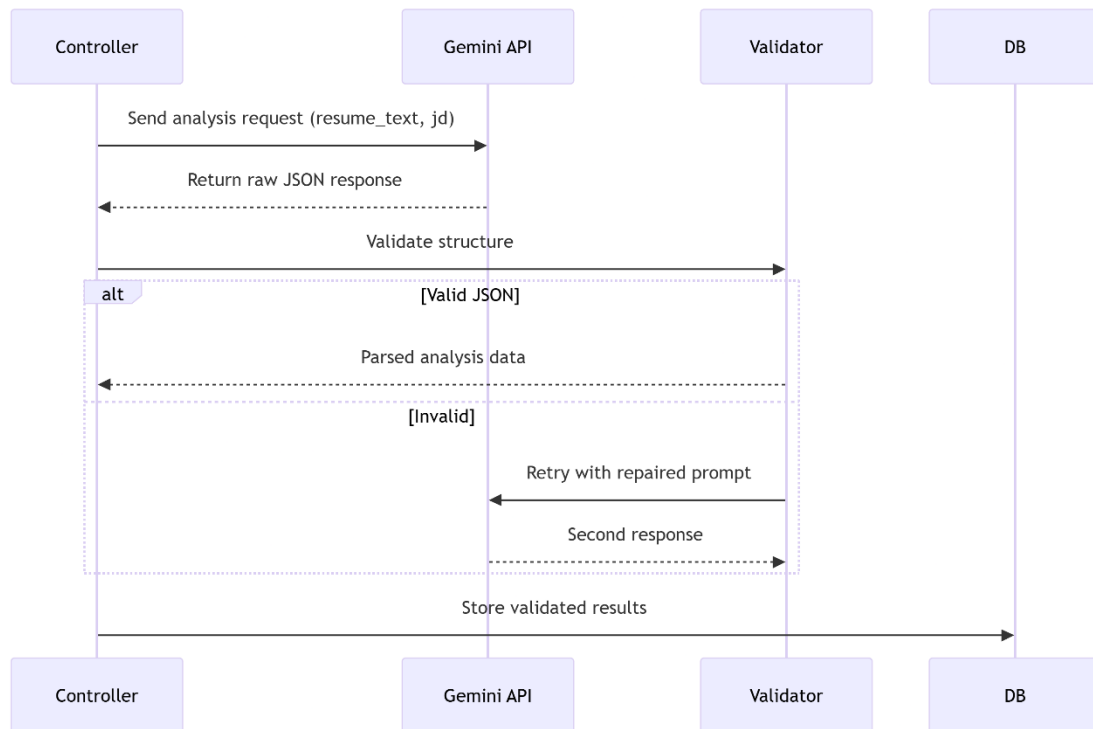 Controller
Gemini API
Validator
DB
Send analysis request (resume_text, jd)
Return raw JSON response
Validate structure
alt
[Valid JSON]
Parsed analysis data
[Invalid]
Retry with repaired prompt
Second response
Store validated results
Controller
Gemini API
Validator
DB